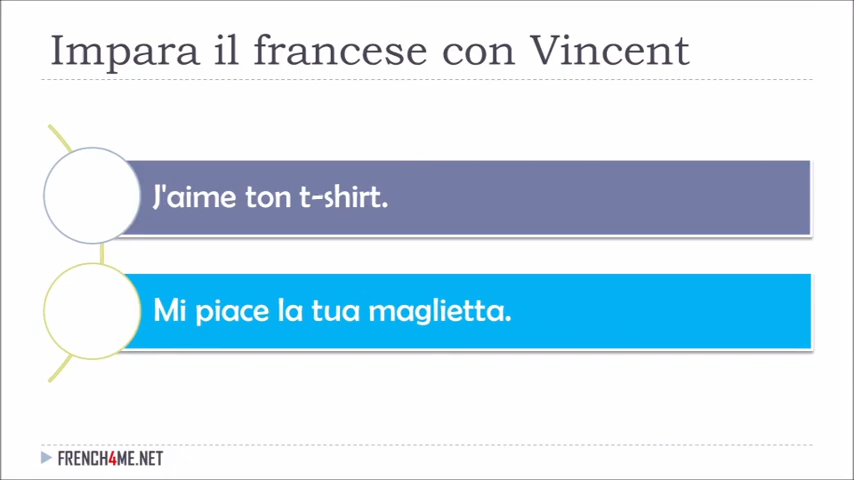 Impara il francese con Vincent
J'aime ton t-shirt.
Mi piace la tua maglietta.
FRENCH4ME.NET